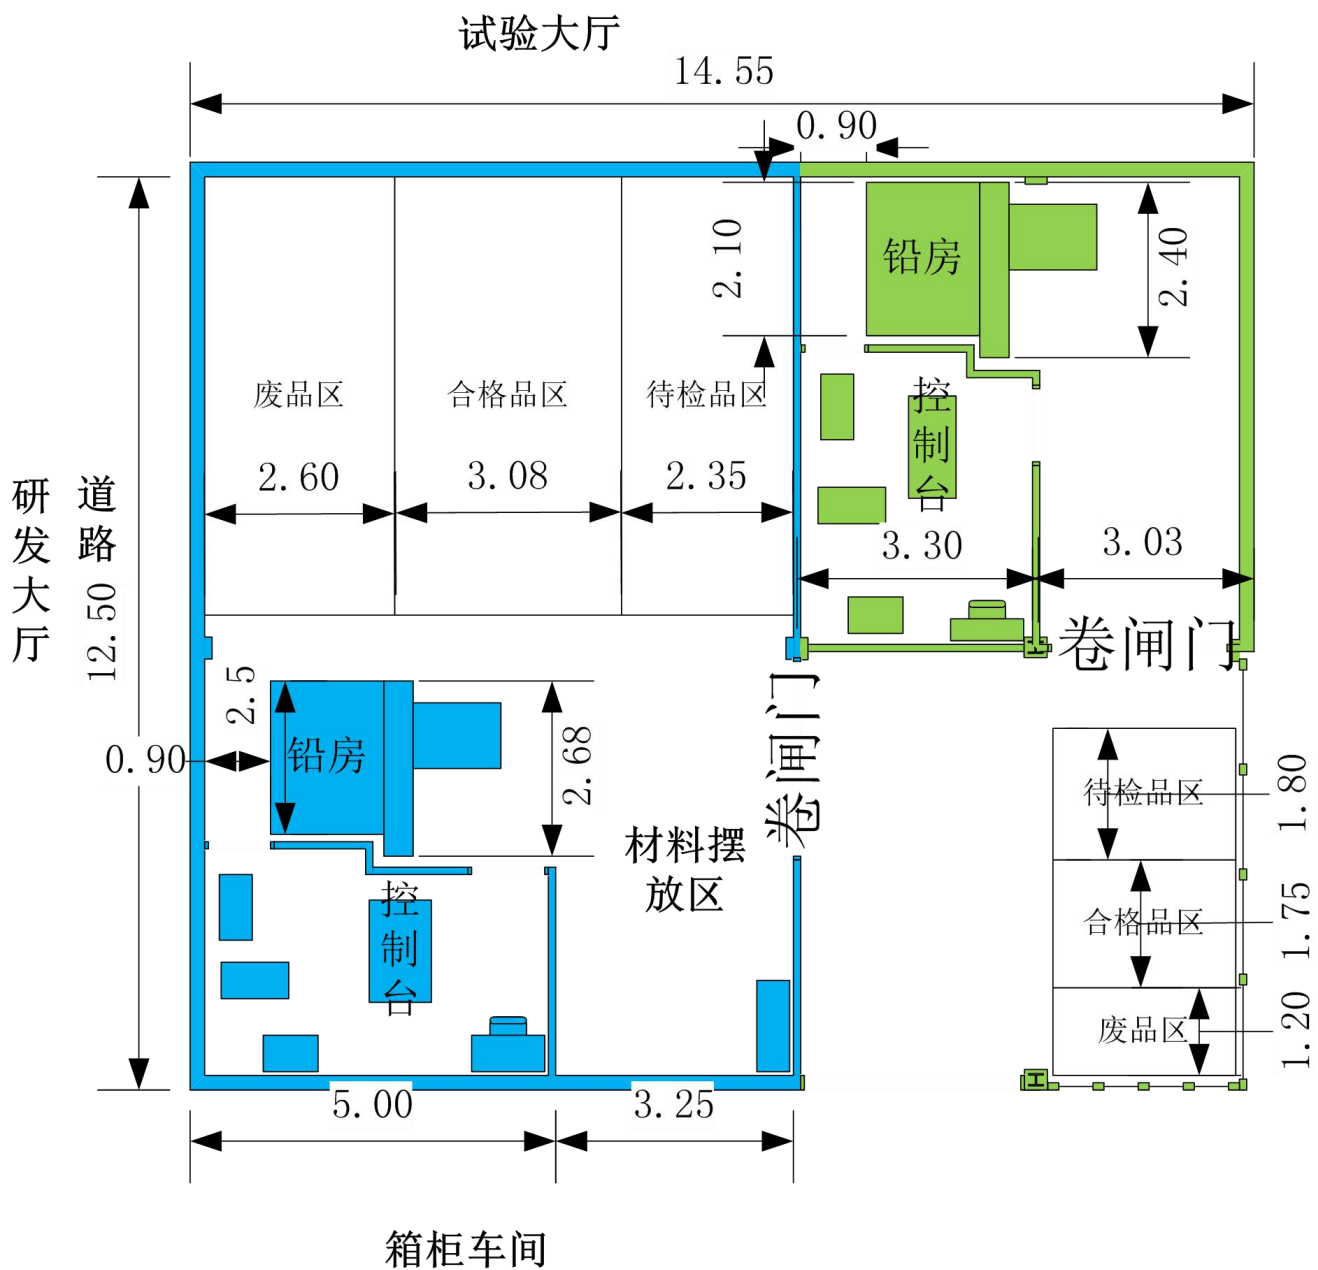 试验大厅
14.55
0.90
2.10
铅房
2.40
废品区
合格品区
待检品区
控制台
2.60
3.08
2.35
研发大厅
道路
12.50
3.30
3.03
卷闸门
2.5
铅房
0.90
2.68
卷闸门
待检品区
1.80
材料摆
放区
控制台
合格品区
1.75
废品区
1.20
5.00
3.25
箱柜车间